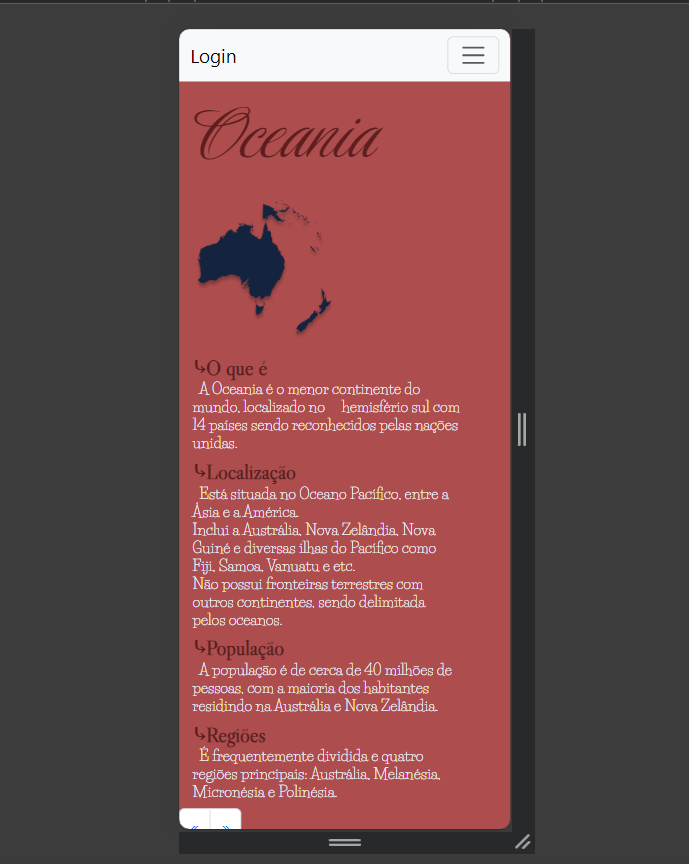 Login
Oceania
⤷O que é
A Oceania é o menor continente do
mundo, localizado no hemisfério sul com
14 países sendo reconhecidos pelas nações
unidas.
⤷Localização
Está situada no Oceano Pacífico, entre a
Ásia e a América.
Inclui a Austrália, Nova Zelândia, Nova
Guiné e diversas ilhas do Pacífico como
Fiji, Samoa, Vanuatu e etc.
Não possui fronteiras terrestres com
outros continentes, sendo delimitada
pelos oceanos.
⤷População
A população é de cerca de 40 milhões de
pessoas, com a maioria dos habitantes
residindo na Austrália e Nova Zelândia.
⤷Regiões
É frequentemente dividida e quatro
regiões principais: Austrália, Melanésia,
Micronésia e Polinésia.
« »